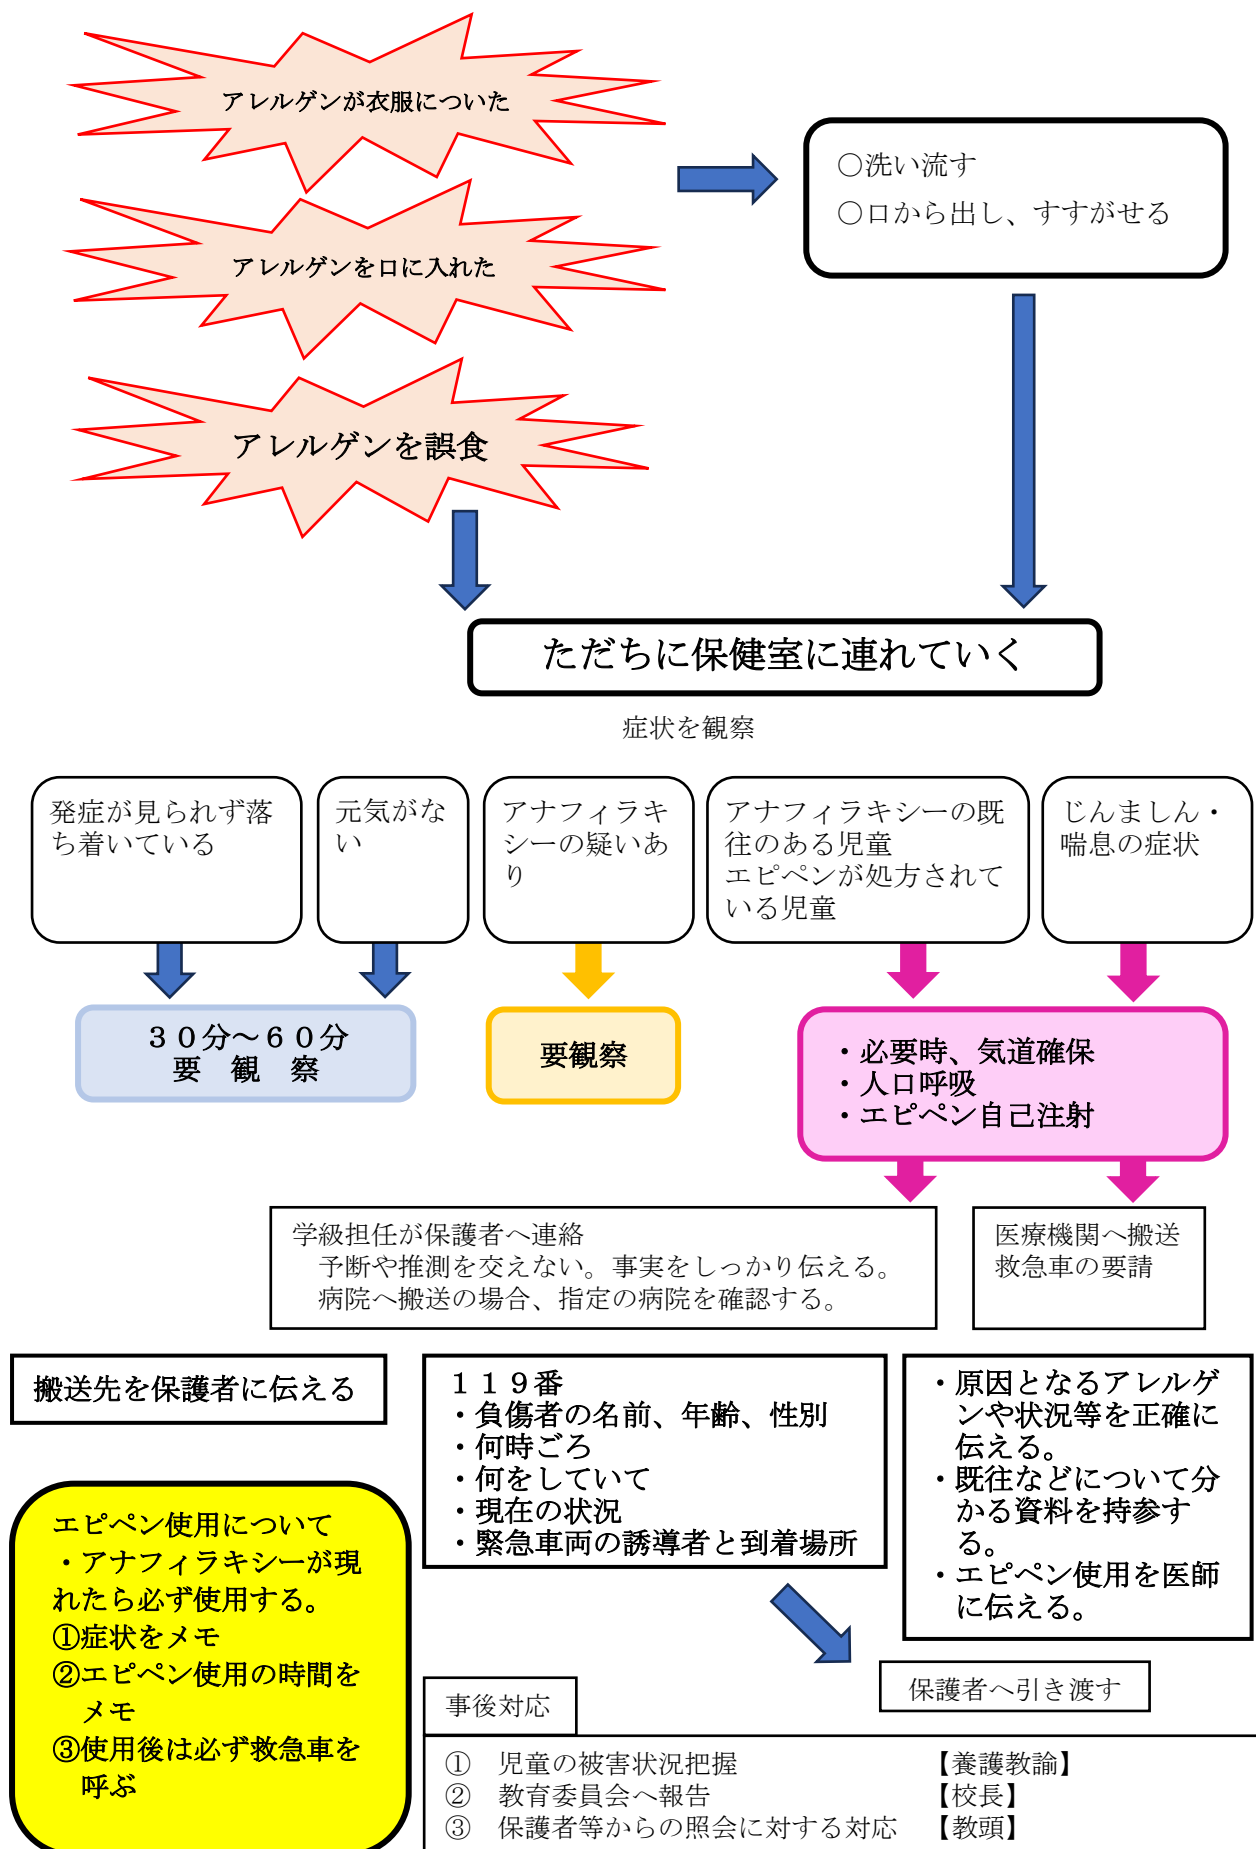 アレルゲンが衣服についた
○洗い流す
○口から出し、すすがせる
アレルゲンを口に入れた
アレルゲンを誤食
ただちに保健室に連れていく
症状を観察
発症が見られず落
ち着いている
元気がな
い
アナフィラキ
シーの疑いあ
り
アナフィラキシーの既
往のある児童
エピペンが処方されて
いる児童
じんましん・
喘息の症状
３０分～６０分
要　観　察
要観察
・必要時、気道確保
・人口呼吸
・エピペン自己注射
学級担任が保護者へ連絡
予断や推測を交えない。事実をしっかり伝える。
病院へ搬送の場合、指定の病院を確認する。
医療機関へ搬送
救急車の要請
搬送先を保護者に伝える
１１９番
・負傷者の名前、年齢、性別
・何時ごろ
・何をしていて
・現在の状況
・緊急車両の誘導者と到着場所
・原因となるアレルゲ
ンや状況等を正確に
伝える。
・既往などについて分
かる資料を持参す
る。
・エピペン使用を医師
に伝える。
エピペン使用について
・アナフィラキシーが現
れたら必ず使用する。
①症状をメモ
②エピペン使用の時間を
メモ
③使用後は必ず救急車を
呼ぶ
保護者へ引き渡す
事後対応
①　児童の被害状況把握　【養護教諭】
②　教育委員会へ報告　【校長】
③　保護者等からの照会に対する対応　【教頭】